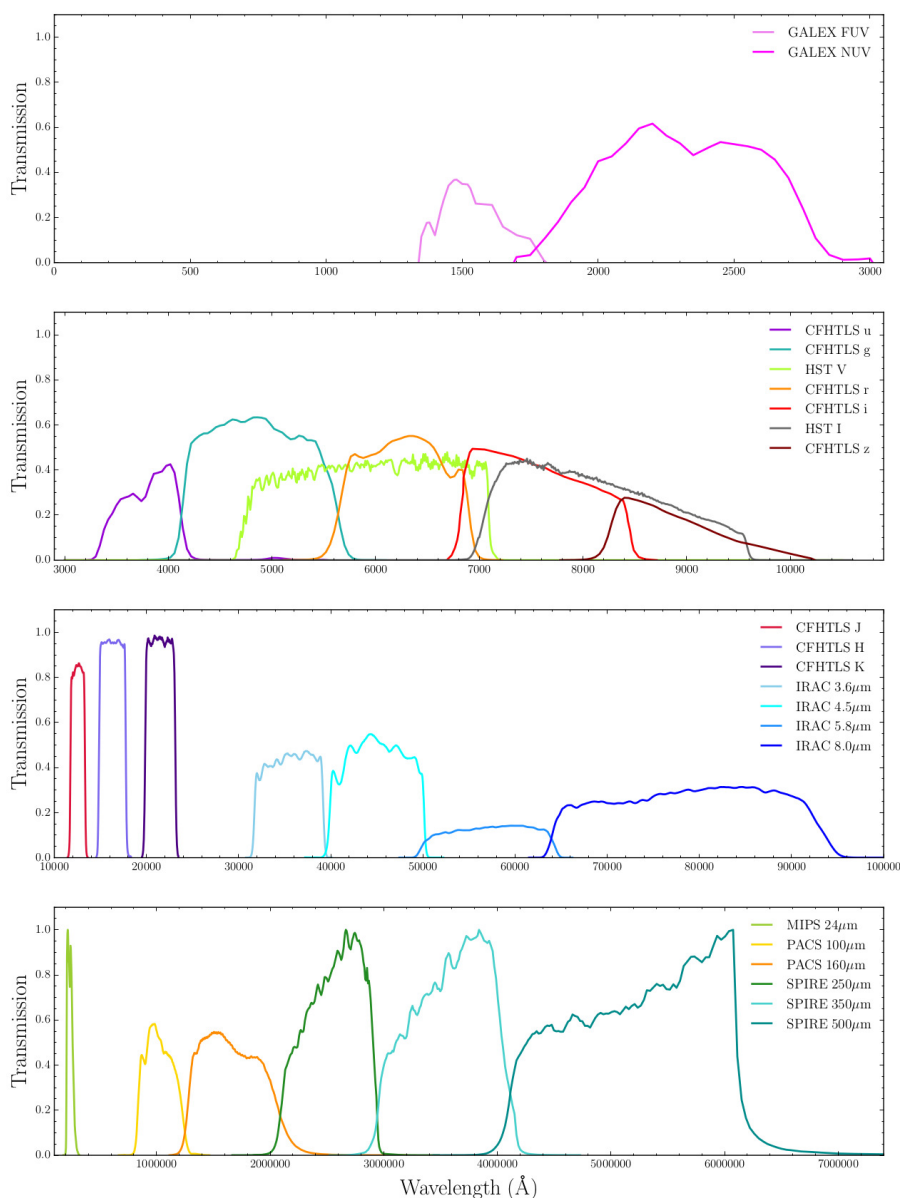 GALEX FUV
GALEX NUV
Transmission
1.0
0.8
0.6
0.4
0.2
0.0
0 500 1000 1500 2000 2500 3000
CFHTLS u
CFHTLS g
HST V
CFHTLS r
CFHTLS i
HST I
CFHTLS z
Transmission
1.0
0.8
0.6
0.4
0.2
0.0
3000 4000 5000 6000 7000 8000 9000 10000
CFHTLS J
CFHTLS H
CFHTLS K
IRAC 3.6μm
IRAC 4.5μm
IRAC 5.8μm
IRAC 8.0μm
Transmission
1.0
0.8
0.6
0.4
0.2
0.0
10000 20000 30000 40000 50000 60000 70000 80000 90000 100000
MIPS 24μm
PACS 100μm
PACS 160μm
SPIRE 250μm
SPIRE 350μm
SPIRE 500μm
Transmission
1.0
0.8
0.6
0.4
0.2
0.0
1000000 2000000 3000000 4000000 5000000 6000000 7000000
Wavelength (Å)